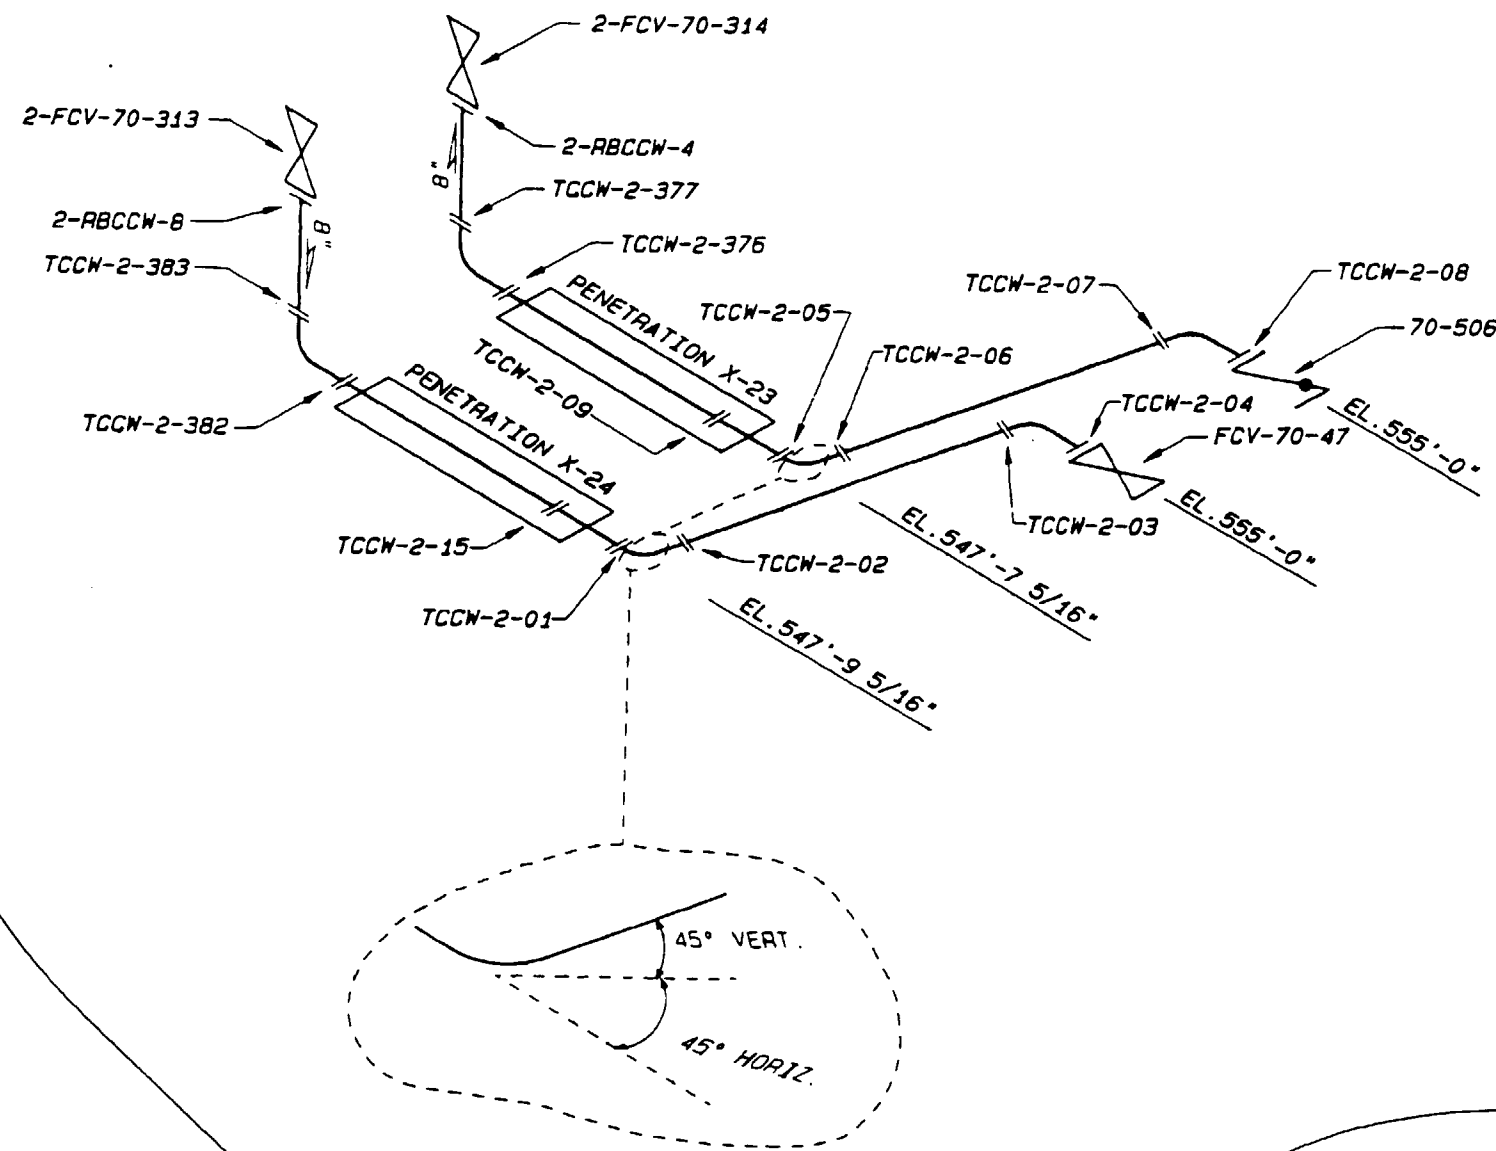 2-FCV-70-314
2-FCV-70-313
2-RBCCW-4
8"
TCCW-2-377
2-RBCCW-8
8"
TCCW-2-376
TCCW-2-383
PENETRATION X-23
TCCW-2-05
TCCW-2-07
TCCW-2-08
70-506
TCCW-2-09
TCCW-2-06
PENETRATION X-24
TCCW-2-382
TCCW-2-04
FCV-70-47
EL.555'-0"
TCCW-2-03
EL.555'-0"
TCCW-2-15
EL.547'-7 5/16"
TCCW-2-02
TCCW-2-01
EL.547'-9 5/16"
45° VERT.
45° HORIZ.